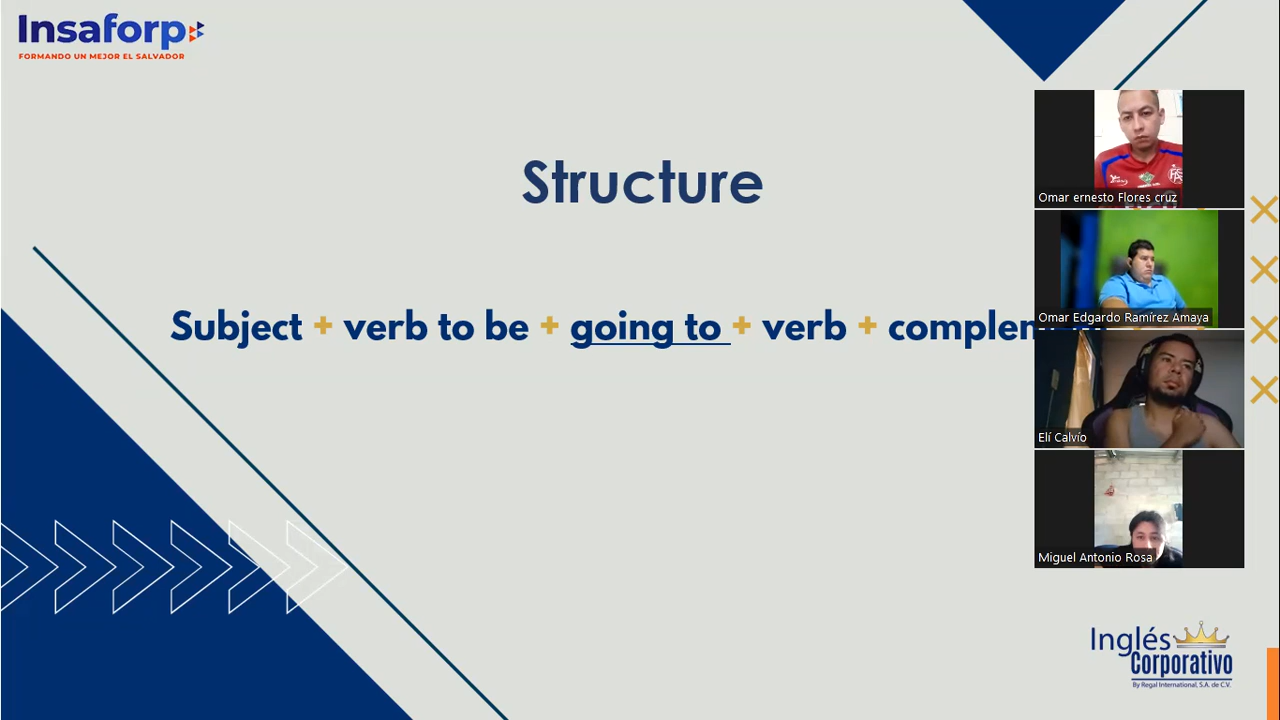 Insaforp
FORMANDO UN MEJOR EL SALVADOR
Structure
Subject + verb to be + going to + verb +
Omar ernesto Flores cruz
Omar Edgardo Ramírez Amaya
Elí Calvío
Miguel Antonio Rosa
Inglés
Corporativo
By Regal International, S.A. de C.V.